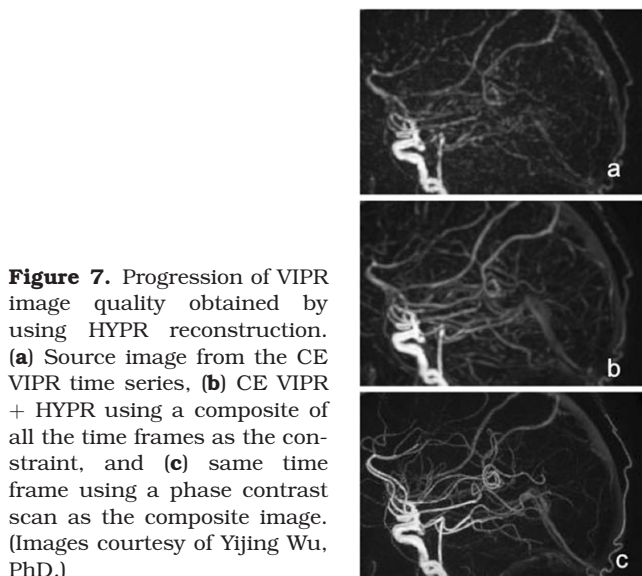 a
b
Figure 7. Progression of VIPR
image quality obtained by
using HYPR reconstruction.
(a) Source image from the CE
VIPR time series, (b) CE VIPR
+ HYPR using a composite of
all the time frames as the con-
straint, and (c) same time
frame using a phase contrast
scan as the composite image.
(Images courtesy of Yijing Wu,
PhD.)
c